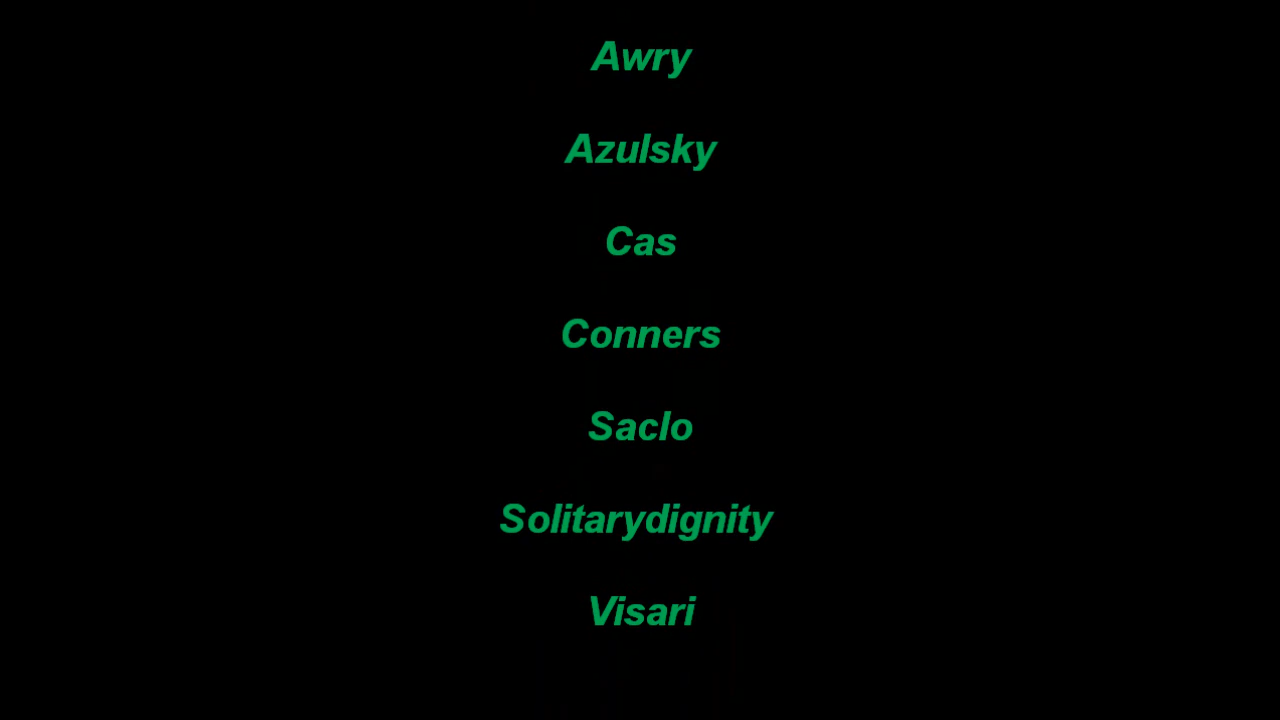 Awry
Azulsky
Cas
Conners
Saclo
Solitarydignity
Visari